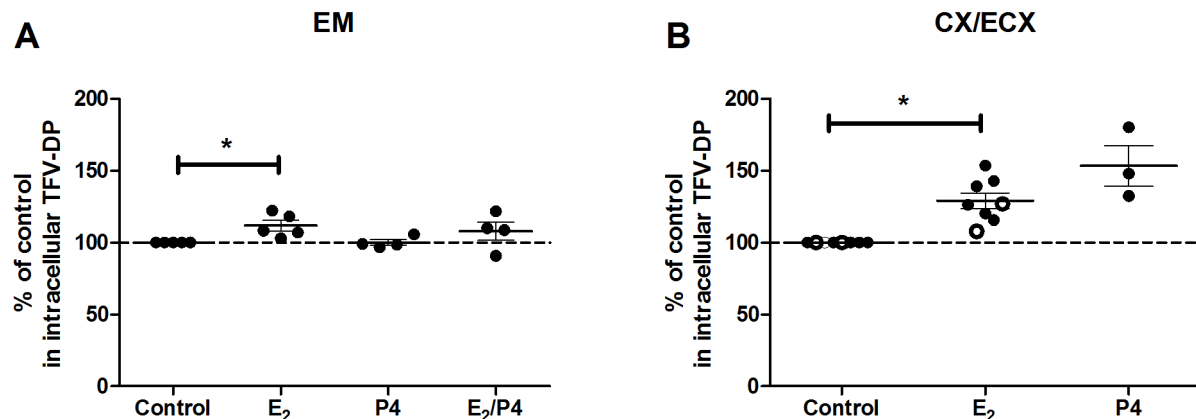 A
EM
% of control
in intracellular TFV-DP
200
150
100
50
0
*
Control
E₂
P4
E₂/P4
B
CX/ECX
% of control
in intracellular TFV-DP
200
150
100
50
0
*
Control
E₂
P4